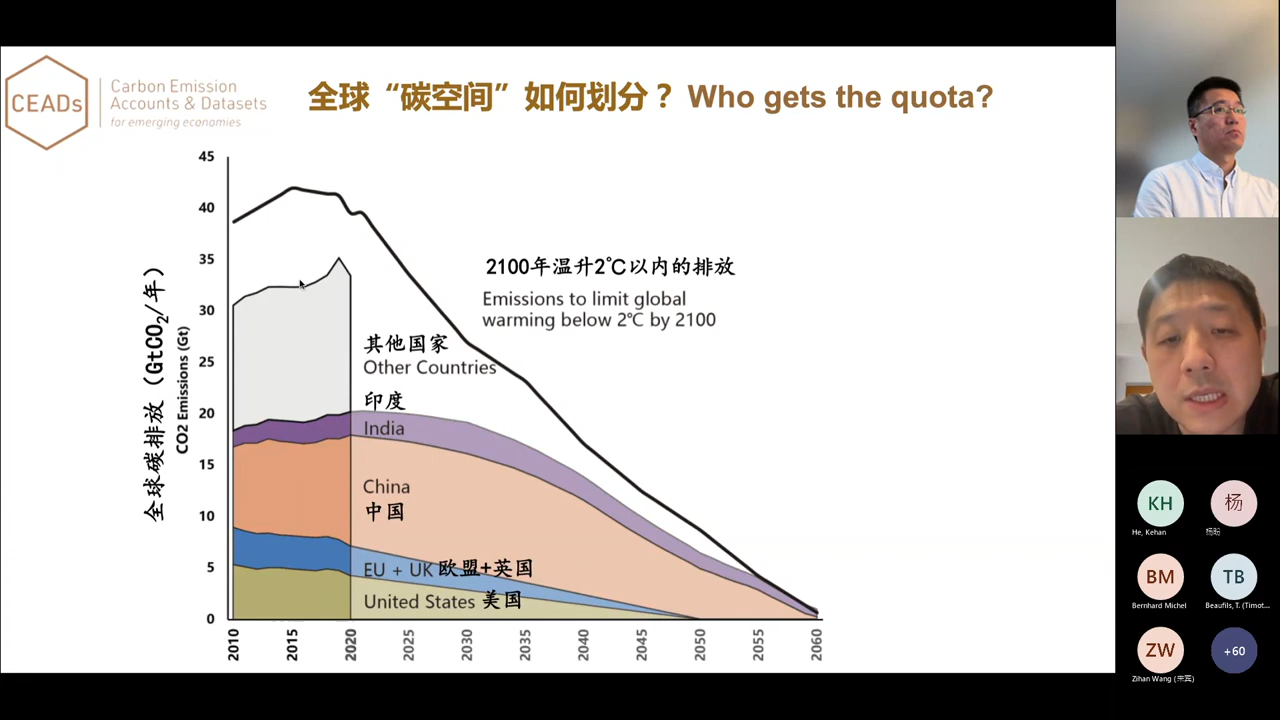 CEADs
Carbon Emission
Accounts & Datasets
for emerging economies
全球“碳空间”如何划分？ Who gets the quota?
全球碳排放（GtCO2/年）
CO2 Emissions (Gt)
45
40
35
30
25
20
15
10
5
0
2100年温升2℃以内的排放
Emissions to limit global
warming below 2℃ by 2100
其他国家
Other Countries
印度
India
China
中国
EU + UK 欧盟+英国
United States 美国
2010
2015
2020
2025
2030
2035
2040
2045
2050
2055
2060
KH
He, Kehan
杨
杨盼
BM
Bernhard Michel
TB
Beaufils, T. (Timot...
ZW
Zihan Wang (
+60